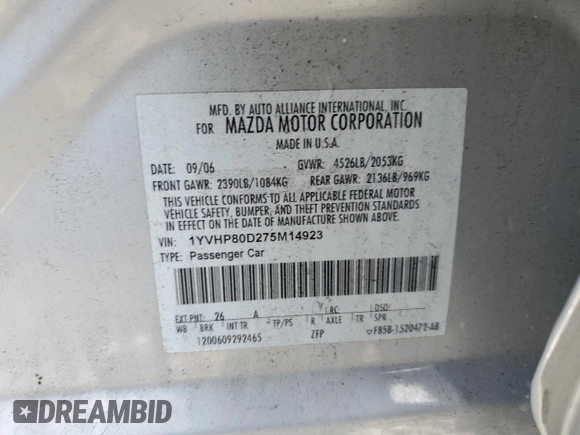 MFD. BY AUTO ALLIANCE INTERNATIONAL, INC.
FOR MAZDA MOTOR CORPORATION
MADE IN U.S.A.
DATE: 09/06 GVWR: 4526LB/2053KG
FRONT GAWR: 2390LB/1084KG REAR GAWR: 2136LB/969KG
THIS VEHICLE CONFORMS TO ALL APPLICABLE FEDERAL MOTOR
VEHICLE SAFETY, BUMPER, AND THEFT PREVENTION STANDARDS
IN EFFECT ON THE DATE OF MANUFACTURE SHOWN ABOVE.
VIN: 1YVHP80D275M14923
TYPE: Passenger Car
EXT PNT: 26 A RC: DSO:
WB BRK INT TR TP/PS R AXLE TR SPR
1200609292465 ZFP FB5B-1520472-AB
DREAMBID